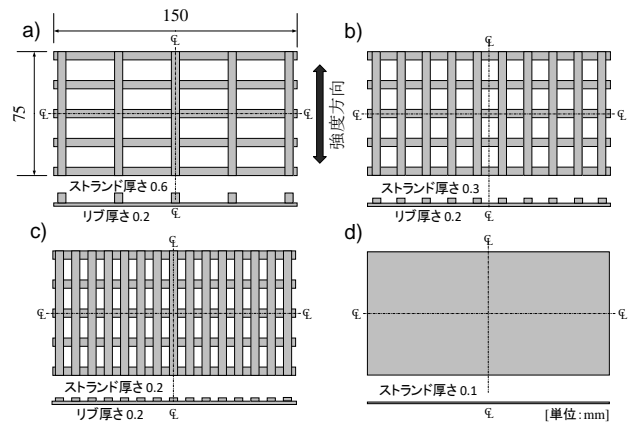 150
a)
℄
75
℄
℄
強度方向
ストランド厚さ0.6
リブ厚さ0.2
℄
b)
℄
℄
℄
ストランド厚さ0.3
リブ厚さ0.2
℄
c)
℄
℄
℄
ストランド厚さ0.2
リブ厚さ0.2
℄
d)
℄
℄
ストランド厚さ0.1
℄
[単位:mm]